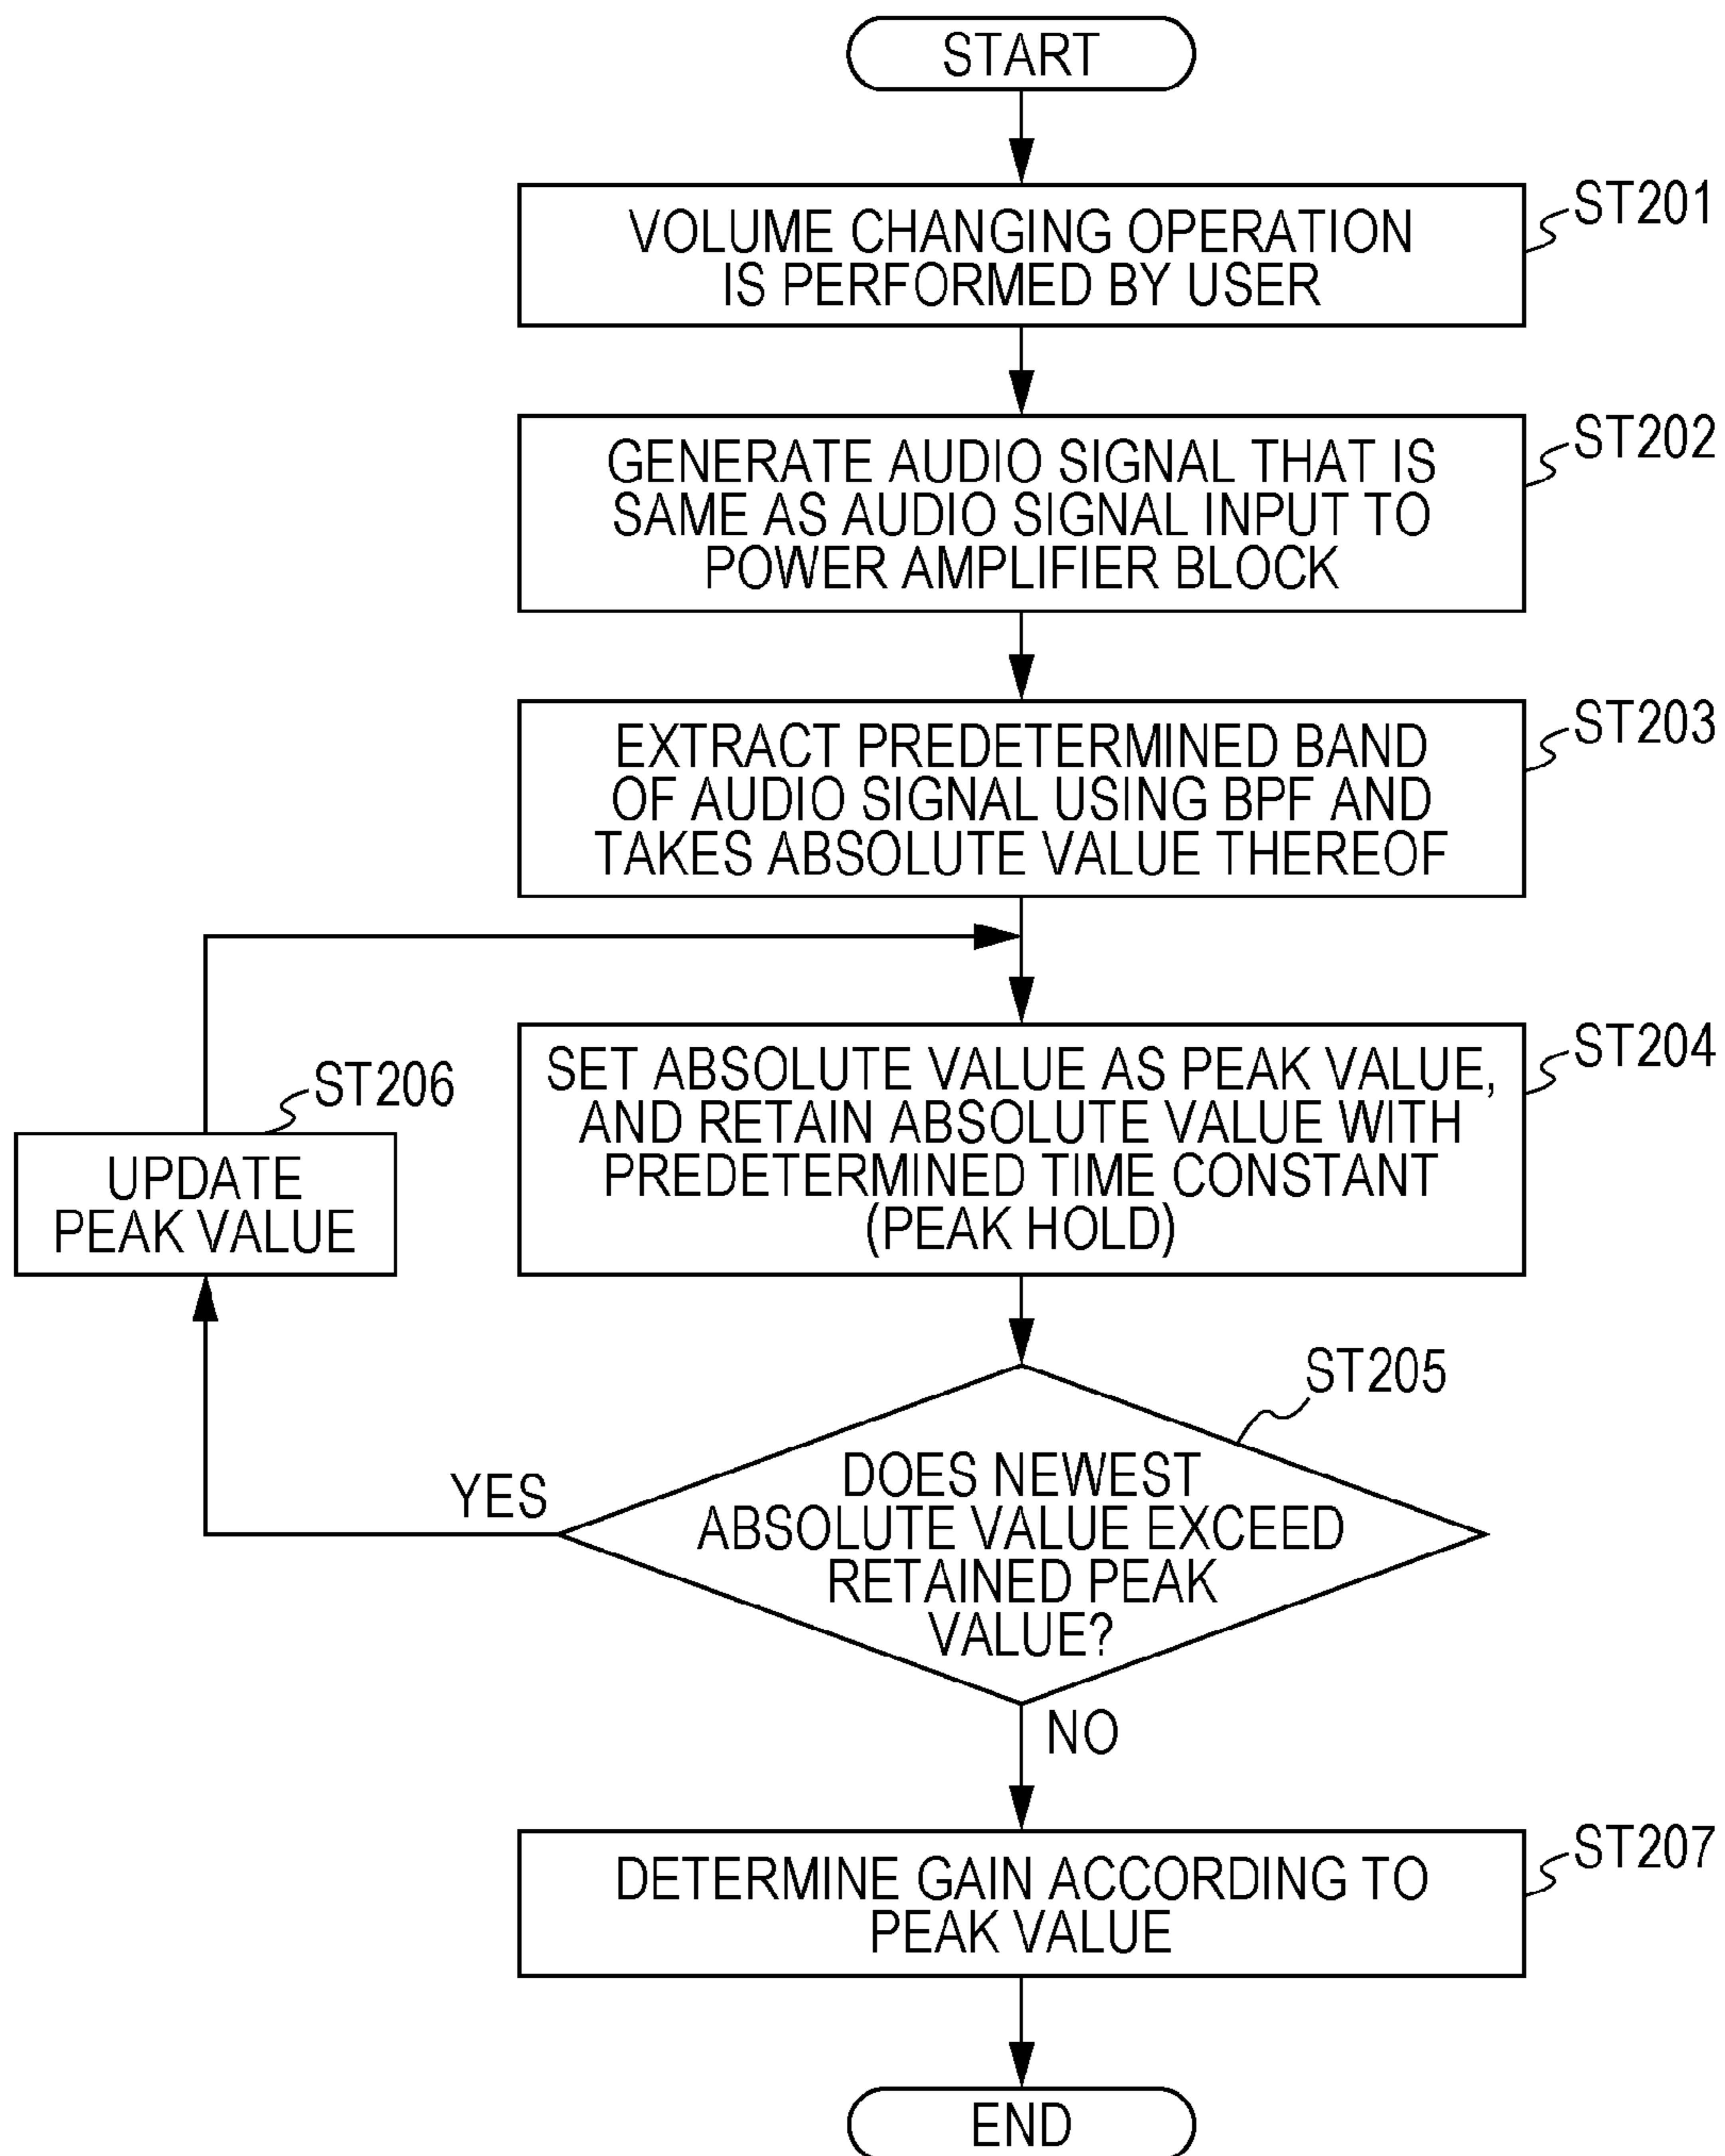 START
ST201
VOLUME CHANGING OPERATION
IS PERFORMED BY USER
ST202
GENERATE AUDIO SIGNAL THAT IS
SAME AS AUDIO SIGNAL INPUT TO
POWER AMPLIFIER BLOCK
ST203
EXTRACT PREDETERMINED BAND
OF AUDIO SIGNAL USING BPF AND
TAKES ABSOLUTE VALUE THEREOF
ST204
SET ABSOLUTE VALUE AS PEAK VALUE,
AND RETAIN ABSOLUTE VALUE WITH
PREDETERMINED TIME CONSTANT
(PEAK HOLD)
ST206
UPDATE
PEAK VALUE
ST205
DOES NEWEST
ABSOLUTE VALUE EXCEED
RETAINED PEAK
VALUE?
YES
NO
ST207
DETERMINE GAIN ACCORDING TO
PEAK VALUE
END